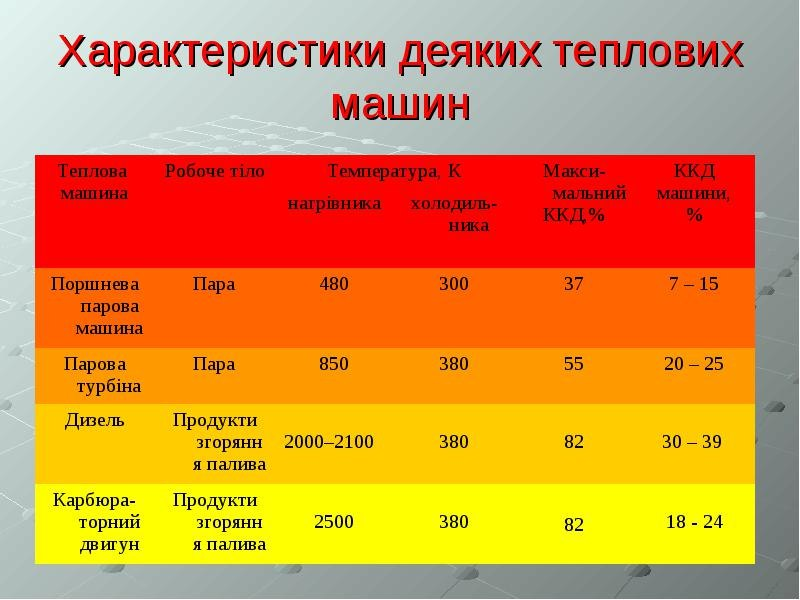 Характеристики деяких теплових
машин
Теплова
машина
Робоче тіло
Температура, К
нагрівника
холодиль-
ника
Макси-
мальний
ККД,%
ККД
машини,
%
Поршнева
парова
машина
Пара
480
300
37
7 – 15
Парова
турбіна
Пара
850
380
55
20 – 25
Дизель
Продукти
згорянн
я палива
2000–2100
380
82
30 – 39
Карбюра-
торний
двигун
Продукти
згорянн
я палива
2500
380
82
18 - 24